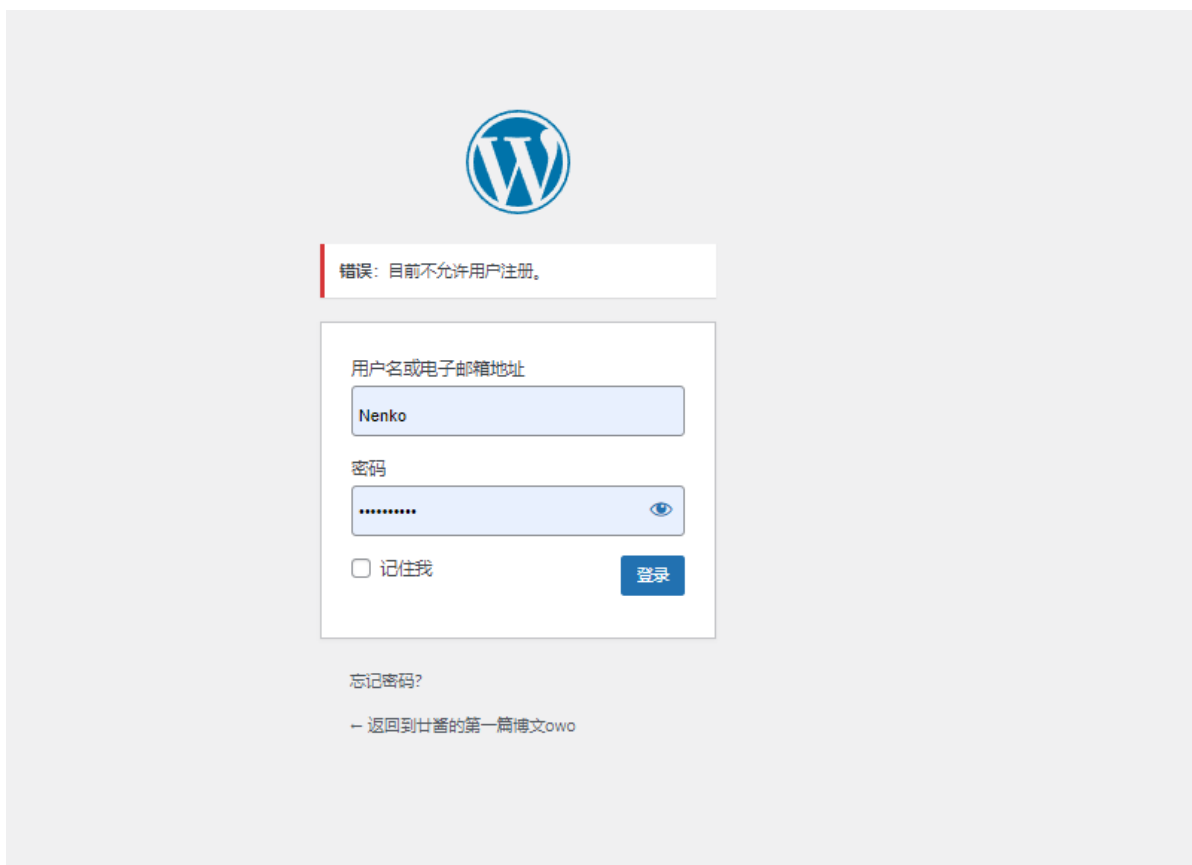 错误：目前不允许用户注册。
用户名或电子邮箱地址
Nenko
密码
••••••••••
记住我
登录
忘记密码？
← 返回到廿酱的第一篇博文owo